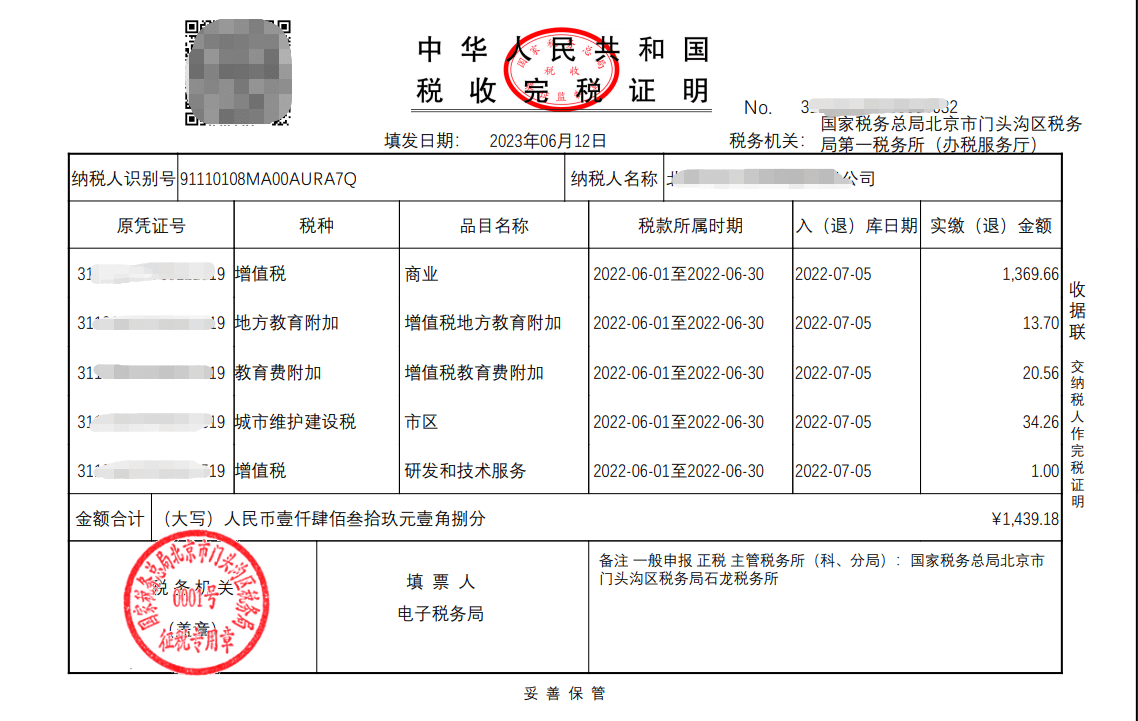 中华人民共和国
税收完税证明
No. 3
32
填发日期： 2023年06月12日
税务机关： 国家税务总局北京市门头沟区税务
局第一税务所（办税服务厅）
纳税人识别号 91110108MA00AURA7Q 纳税人名称 公司
原凭证号 税种 品目名称 税款所属时期 入（退）库日期 实缴（退）金额
31 19 增值税 商业 2022-06-01至2022-06-30 2022-07-05 1,369.66
31 19 地方教育附加 增值税地方教育附加 2022-06-01至2022-06-30 2022-07-05 13.70
311 19 教育费附加 增值税教育费附加 2022-06-01至2022-06-30 2022-07-05 20.56
31 19 城市维护建设税 市区 2022-06-01至2022-06-30 2022-07-05 34.26
31 19 增值税 研发和技术服务 2022-06-01至2022-06-30 2022-07-05 1.00
金额合计 （大写）人民币壹仟肆佰叁拾玖元壹角捌分 ¥1,439.18
税务机关
（盖章）
国家税务总局北京市门头沟区税务局
0001号
征税专用章
填票人
电子税务局
备注 一般申报 正税 主管税务所（科、分局）：国家税务总局北京市
门头沟区税务局石龙税务所
收据联
交纳税人作完税证明
妥善保管